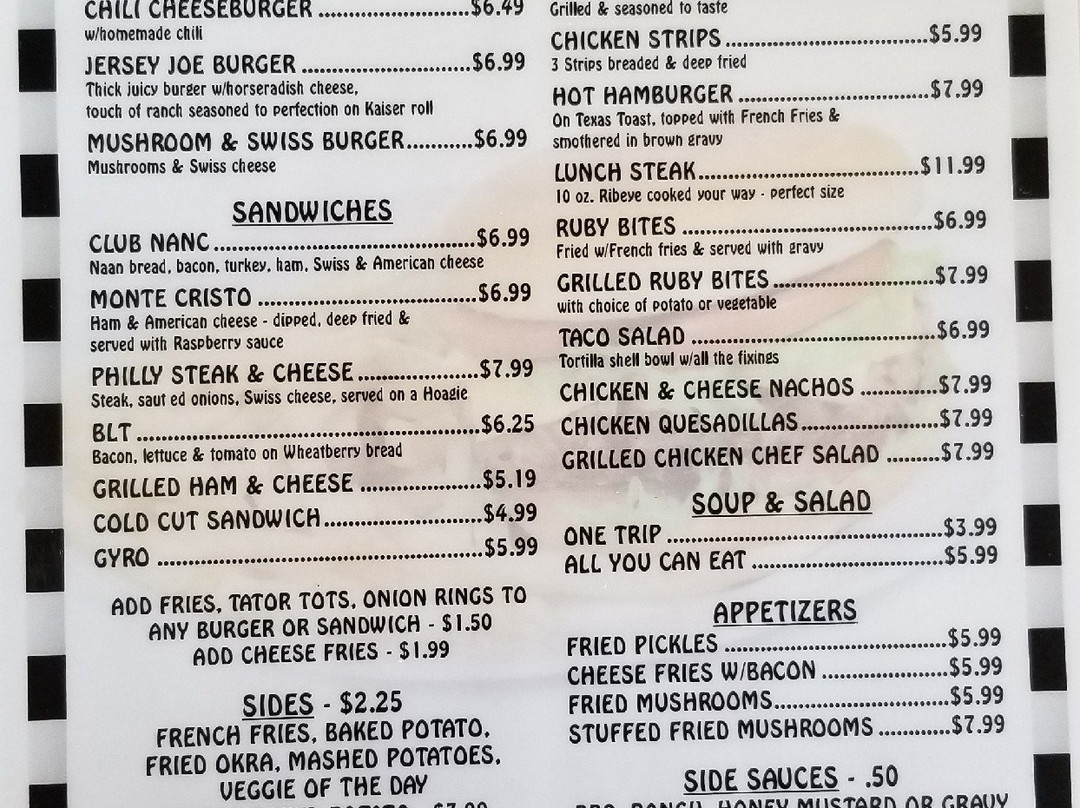 CHILI CHEESEBURGER ........................$6.49
w/homemade chili
JERSEY JOE BURGER ..........................$6.99
Thick juicy burger w/horseradish cheese,
touch of ranch seasoned to perfection on Kaiser roll
MUSHROOM & SWISS BURGER...........$6.99
Mushrooms & Swiss cheese
SANDWICHES
CLUB NANC.........................................$6.99
Naan bread, bacon, turkey, ham, Swiss & American cheese
MONTE CRISTO ..................................$6.99
Ham & American cheese - dipped, deep fried &
served with Raspberry sauce
PHILLY STEAK & CHEESE...................$7.99
Steak, saut ed onions, Swiss cheese, served on a Hoagie
BLT .....................................................$6.25
Bacon, lettuce & tomato on Wheatberry bread
GRILLED HAM & CHEESE ...................$5.19
COLD CUT SANDWICH.........................$4.99
GYRO ..................................................$5.99
ADD FRIES, TATOR TOTS, ONION RINGS TO
ANY BURGER OR SANDWICH - $1.50
ADD CHEESE FRIES - $1.99
SIDES - $2.25
FRENCH FRIES, BAKED POTATO,
FRIED OKRA, MASHED POTATOES,
VEGGIE OF THE DAY
Grilled & seasoned to taste
CHICKEN STRIPS ................................$5.99
3 Strips breaded & deep fried
HOT HAMBURGER ..............................$7.99
On Texas Toast, topped with French Fries &
smothered in brown gravy
LUNCH STEAK...................................$11.99
10 oz. Ribeye cooked your way - perfect size
RUBY BITES .......................................$6.99
Fried w/French fries & served with gravy
GRILLED RUBY BITES.........................$7.99
with choice of potato or vegetable
TACO SALAD ......................................$6.99
Tortilla shell bowl w/all the fixings
CHICKEN & CHEESE NACHOS ............$7.99
CHICKEN QUESADILLAS.....................$7.99
GRILLED CHICKEN CHEF SALAD ........$7.99
SOUP & SALAD
ONE TRIP ...........................................$3.99
ALL YOU CAN EAT ..............................$5.99
APPETIZERS
FRIED PICKLES ..................................$5.99
CHEESE FRIES W/BACON ...................$5.99
FRIED MUSHROOMS...........................$5.99
STUFFED FRIED MUSHROOMS ...........$7.99
SIDE SAUCES - .50
BBQ, RANCH, HONEY MUSTARD OR GRAVY